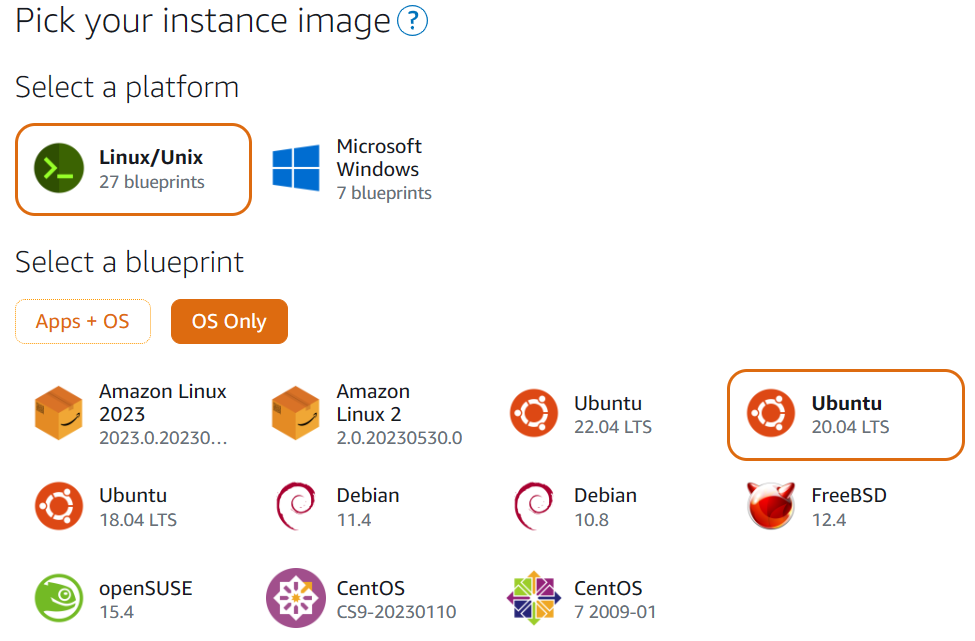 Pick your instance image ?
Select a platform
Linux/Unix
27 blueprints
Microsoft
Windows
7 blueprints
Select a blueprint
Apps + OS
OS Only
Amazon Linux
2023
2023.0.20230...
Amazon
Linux 2
2.0.20230530.0
Ubuntu
22.04 LTS
Ubuntu
20.04 LTS
Ubuntu
18.04 LTS
Debian
11.4
Debian
10.8
FreeBSD
12.4
openSUSE
15.4
CentOS
CS9-20230110
CentOS
7 2009-01